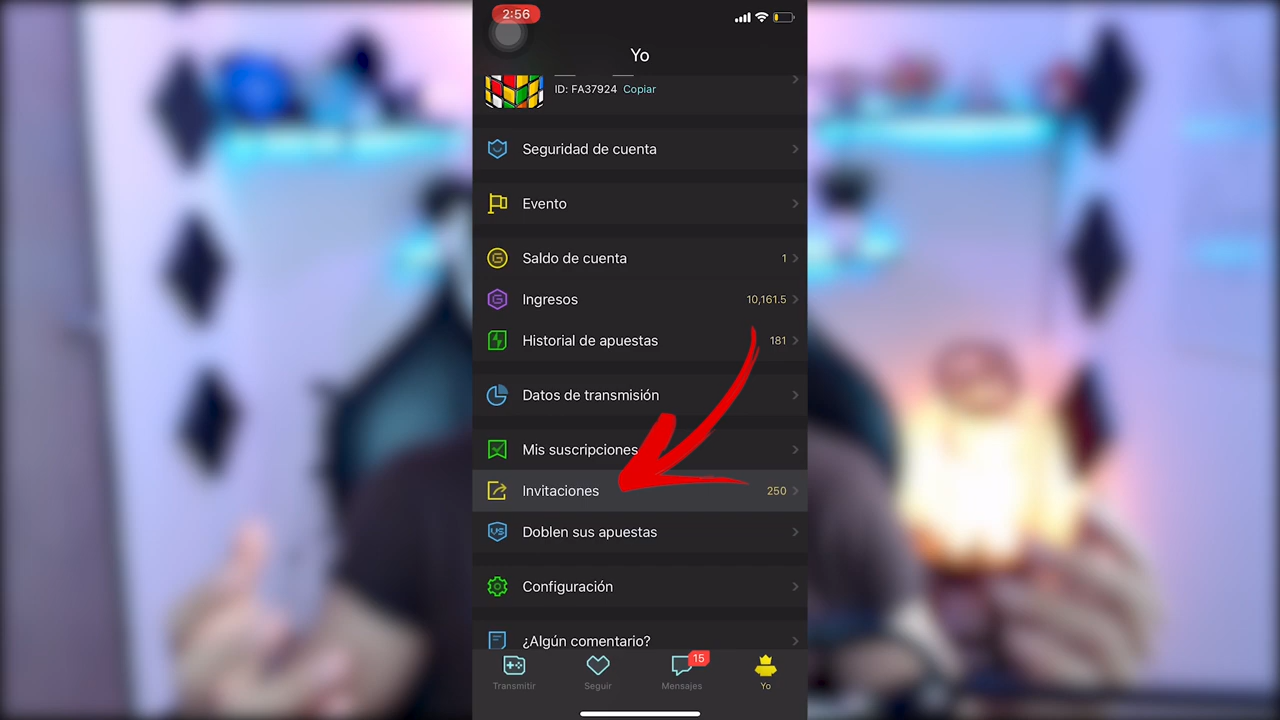 2:56
Yo
ID: FA37924 Copiar
Seguridad de cuenta
Evento
Saldo de cuenta 1
Ingresos 10,161.5
Historial de apuestas 181
Datos de transmisión
Mis suscripciones
Invitaciones 250
Doblen sus apuestas
Configuración
¿Algún comentario?
15
Transmitir Seguir Mensajes Yo